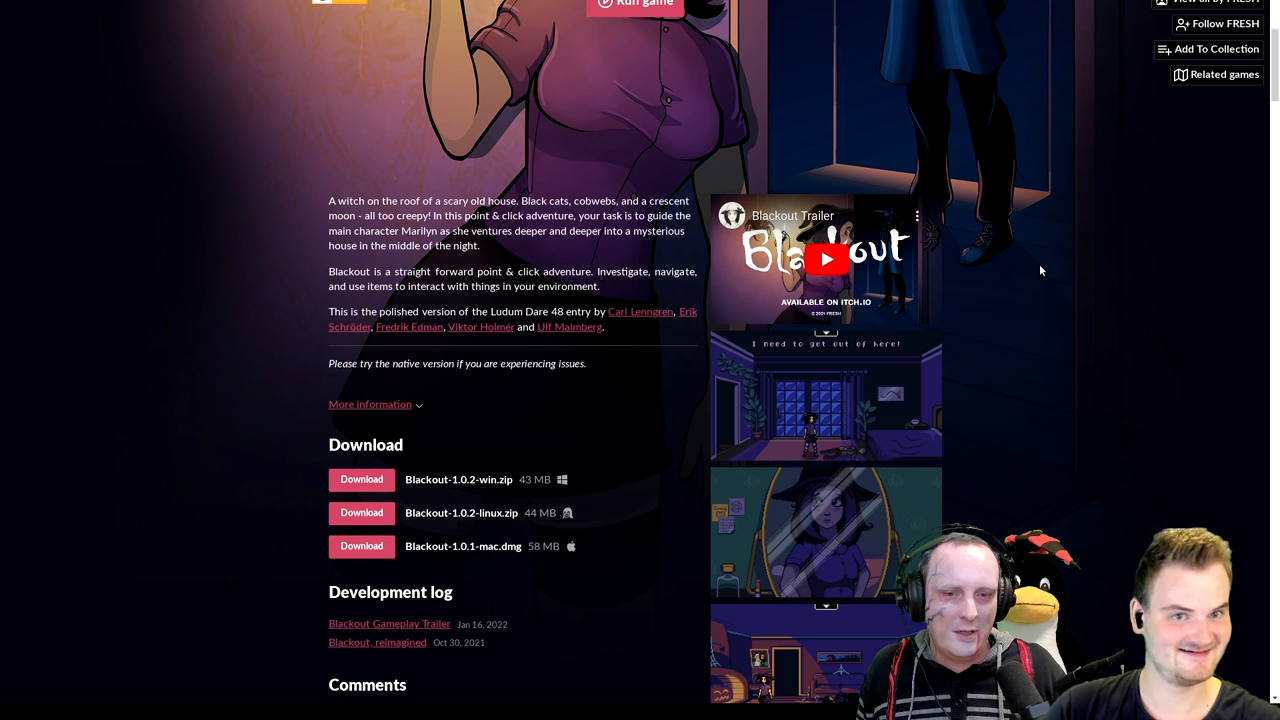 Run game
View all by FRESH
Follow FRESH
Add To Collection
Related games
A witch on the roof of a scary old house. Black cats, cobwebs, and a crescent
moon - all too creepy! In this point & click adventure, your task is to guide the
main character Marilyn as she ventures deeper and deeper into a mysterious
house in the middle of the night.
Blackout is a straight forward point & click adventure. Investigate, navigate,
and use items to interact with things in your environment.
This is the polished version of the Ludum Dare 48 entry by Carl Lenngren, Erik
Schröder, Fredrik Edman, Viktor Holmér and Ulf Malmberg.
Please try the native version if you are experiencing issues.
More information
Download
Download Blackout-1.0.2-win.zip 43 MB
Download Blackout-1.0.2-linux.zip 44 MB
Download Blackout-1.0.1-mac.dmg 58 MB
Development log
Blackout Gameplay Trailer Jan 16, 2022
Blackout, reimagined Oct 30, 2021
Comments
Blackout Trailer
Blackout
AVAILABLE ON ITCH.IO
© 2021 FRESH
I need to get out of here!